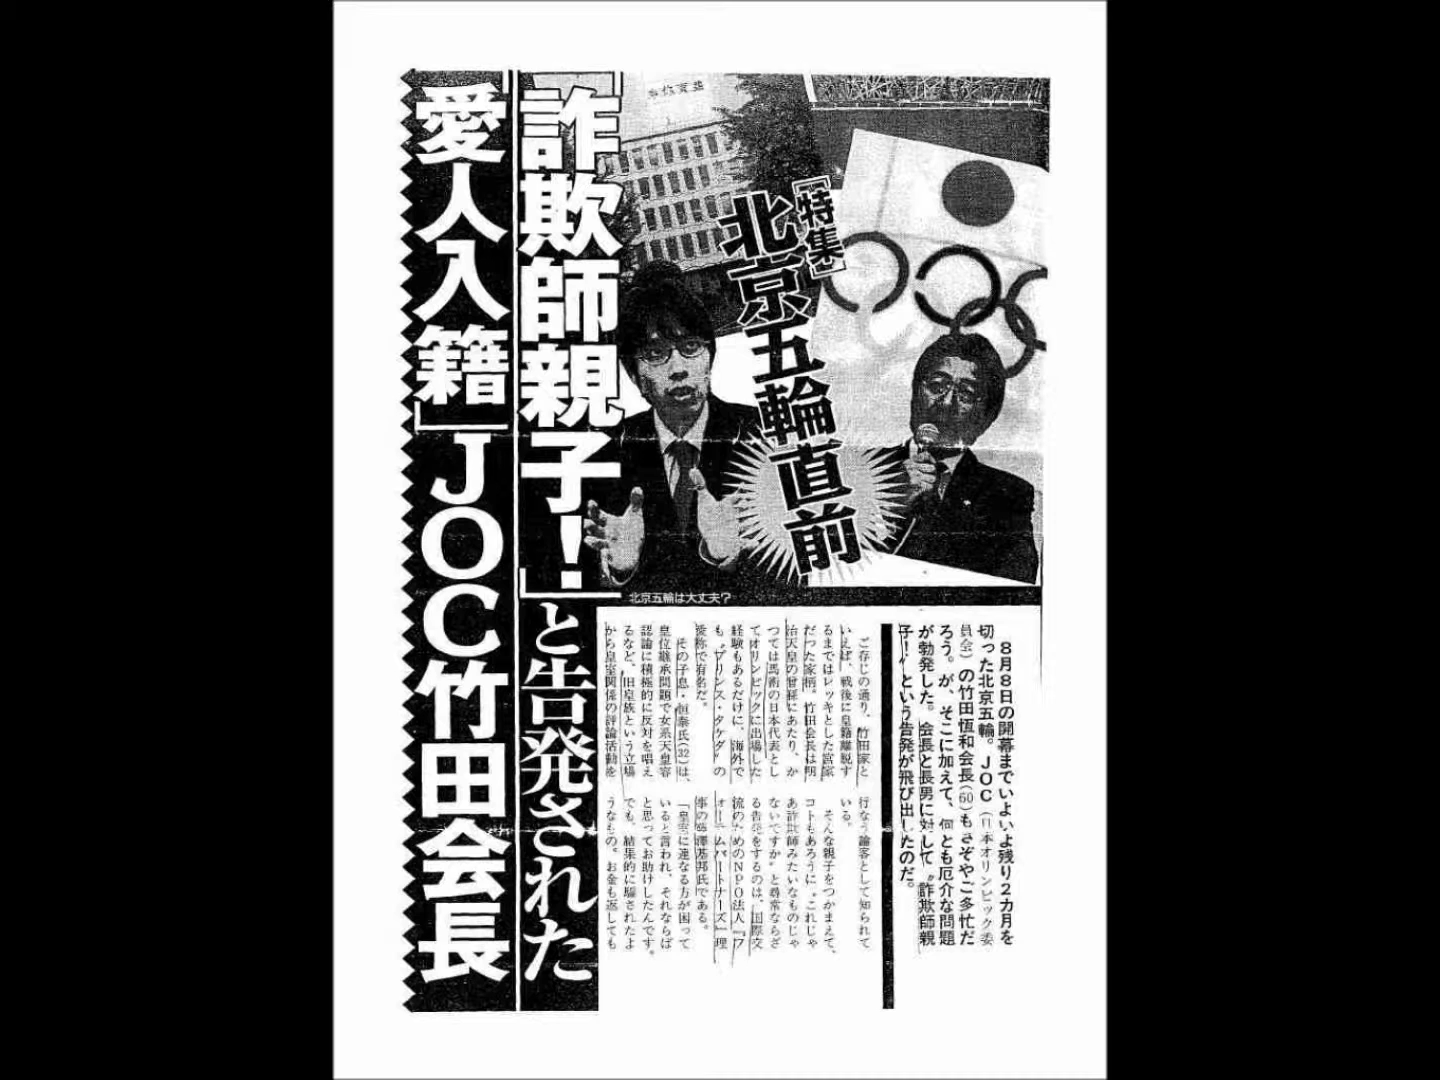 「詐欺師親子!」と告発された
「愛人入籍」JOC竹田会長
[特集]
北京五輪直前
北京五輪は大丈夫?
8月8日の開幕までいよいよ残り2カ月を
切った北京五輪。JOC(日本オリンピック委
員会)の竹田恆和会長(60)もさぞやご多忙だ
ろう。が、そこに加えて、何とも厄介な問題
が勃発した。会長と長男に対して〝詐欺師親
子!〟という告発が飛び出したのだ。
ご存じの通り、竹田家と
いえば、戦後に皇籍離脱す
るまではレッキとした宮家
だった家柄。竹田会長は明
治天皇の曾孫にあたり、か
つては馬術の日本代表とし
てオリンピックに出場した
経験もあるだけに、海外で
も〝プリンス・タケダ〟の
愛称で有名だ。
その子息・恒泰氏(32)は、
皇位継承問題で女系天皇容
認論に積極的に反対を唱え
るなど、旧皇族という立場
から皇室関係の評論活動を
行なう論客として知られて
いる。
そんな親子をつかまえて、
コトもあろうに〝これじゃ
あ詐欺師みたいなものじゃ
ないですか〟と尋常ならざ
る告発をするのは、国際交
流のためのNPO法人『フ
ォーラムパートナーズ』理
事の
基邦氏である。
「皇室に連なる方が困って
いると言われ、それならば
と思ってお助けしたんです。
でも、結果的に騙されたよ
うなもの。お金も返しても